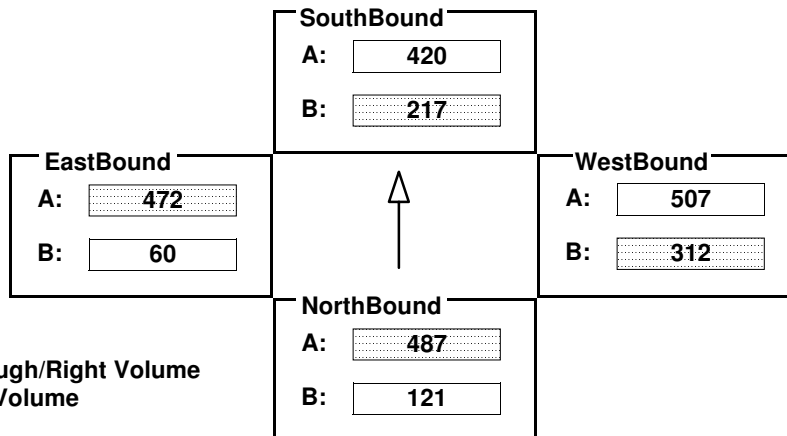 SouthBound
A: 420
B: 217
EastBound
A: 472
B: 60
WestBound
A: 507
B: 312
NorthBound
A: 487
B: 121
ugh/Right Volume
Volume